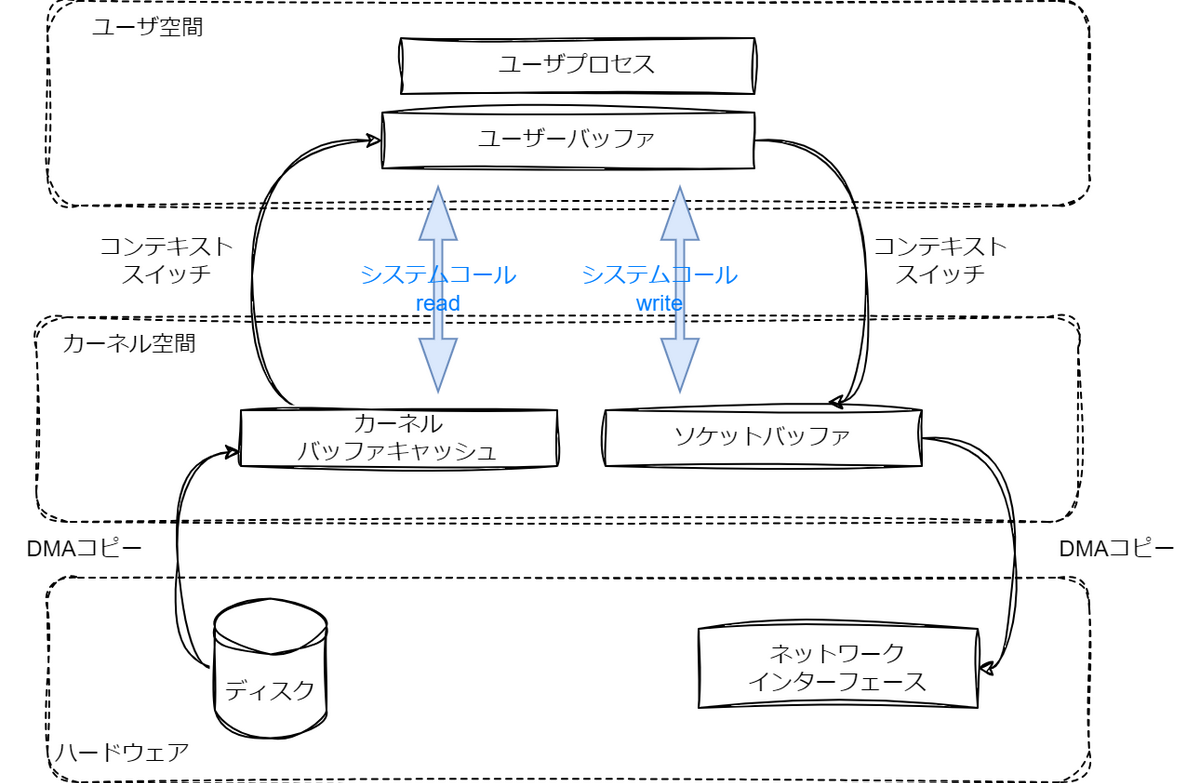 ユーザ空間
ユーザプロセス
ユーザーバッファ
コンテキスト
スイッチ
システムコール
read
システムコール
write
コンテキスト
スイッチ
カーネル空間
カーネル
バッファキャッシュ
ソケットバッファ
DMAコピー
DMAコピー
ディスク
ネットワーク
インターフェース
ハードウェア